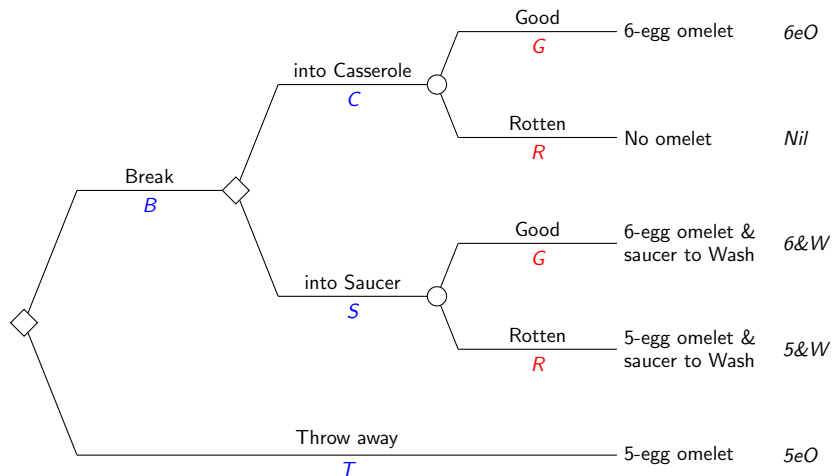 Good
G
6-egg omelet
6eO
into Casserole
C
Rotten
R
No omelet
Nil
Break
B
Good
G
6-egg omelet &
saucer to Wash
6&W
into Saucer
S
Rotten
R
5-egg omelet &
saucer to Wash
5&W
Throw away
T
5-egg omelet
5eO